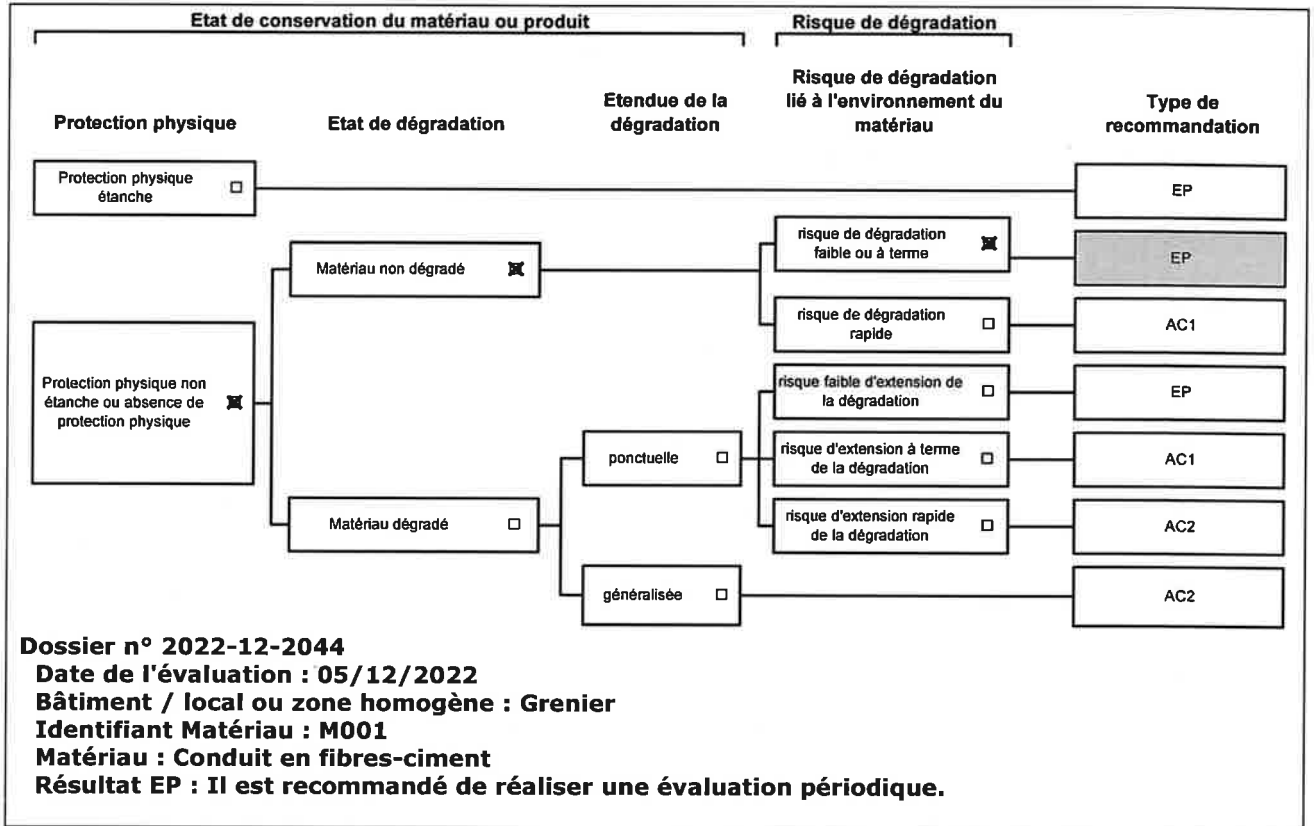 Etat de conservation du matériau ou produit
Risque de dégradation
Protection physique
Etat de dégradation
Etendue de la
dégradation
Risque de dégradation
lié à l'environnement du
matériau
Type de
recommandation
Protection physique
étanche
EP
risque de dégradation
faible ou à terme
EP
Matériau non dégradé
risque de dégradation
rapide
AC1
Protection physique non
étanche ou absence de
protection physique
risque faible d'extension de
la dégradation
EP
ponctuelle
risque d'extension à terme
de la dégradation
AC1
Matériau dégradé
risque d'extension rapide
de la dégradation
AC2
généralisée
AC2
Dossier n° 2022-12-2044
Date de l'évaluation : 05/12/2022
Bâtiment / local ou zone homogène : Grenier
Identifiant Matériau : M001
Matériau : Conduit en fibres-ciment
Résultat EP : Il est recommandé de réaliser une évaluation périodique.